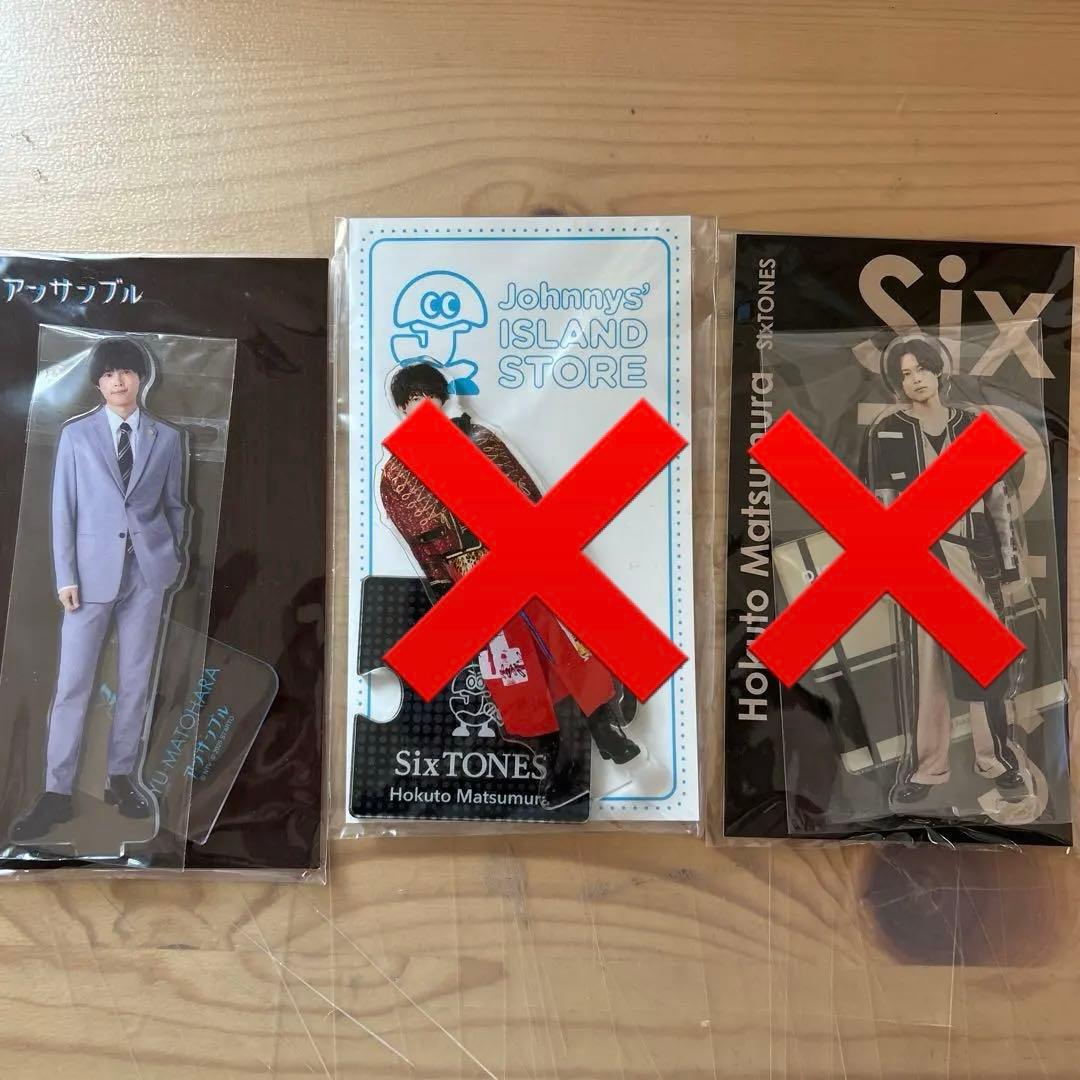 アンサンブル
YU MATOHARA
アンサンブル
Johnnys'
ISLAND
STORE
SixTONES
Hokuto Matsumura
Hokuto Matsumura SixTONES
Six